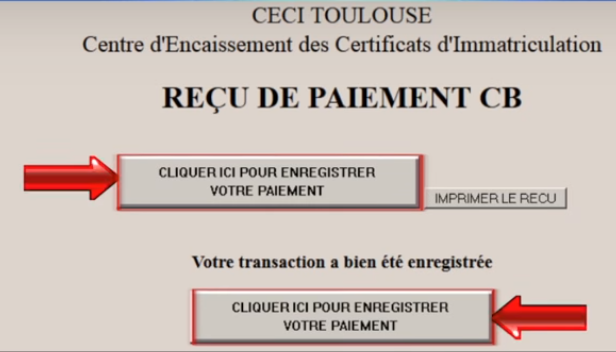 CECI TOULOUSE
Centre d'Encaissement des Certificats d'Immatriculation
REÇU DE PAIEMENT CB
CLIQUER ICI POUR ENREGISTRER
VOTRE PAIEMENT
IMPRIMER LE RECU
Votre transaction a bien été enregistrée
CLIQUER ICI POUR ENREGISTRER
VOTRE PAIEMENT